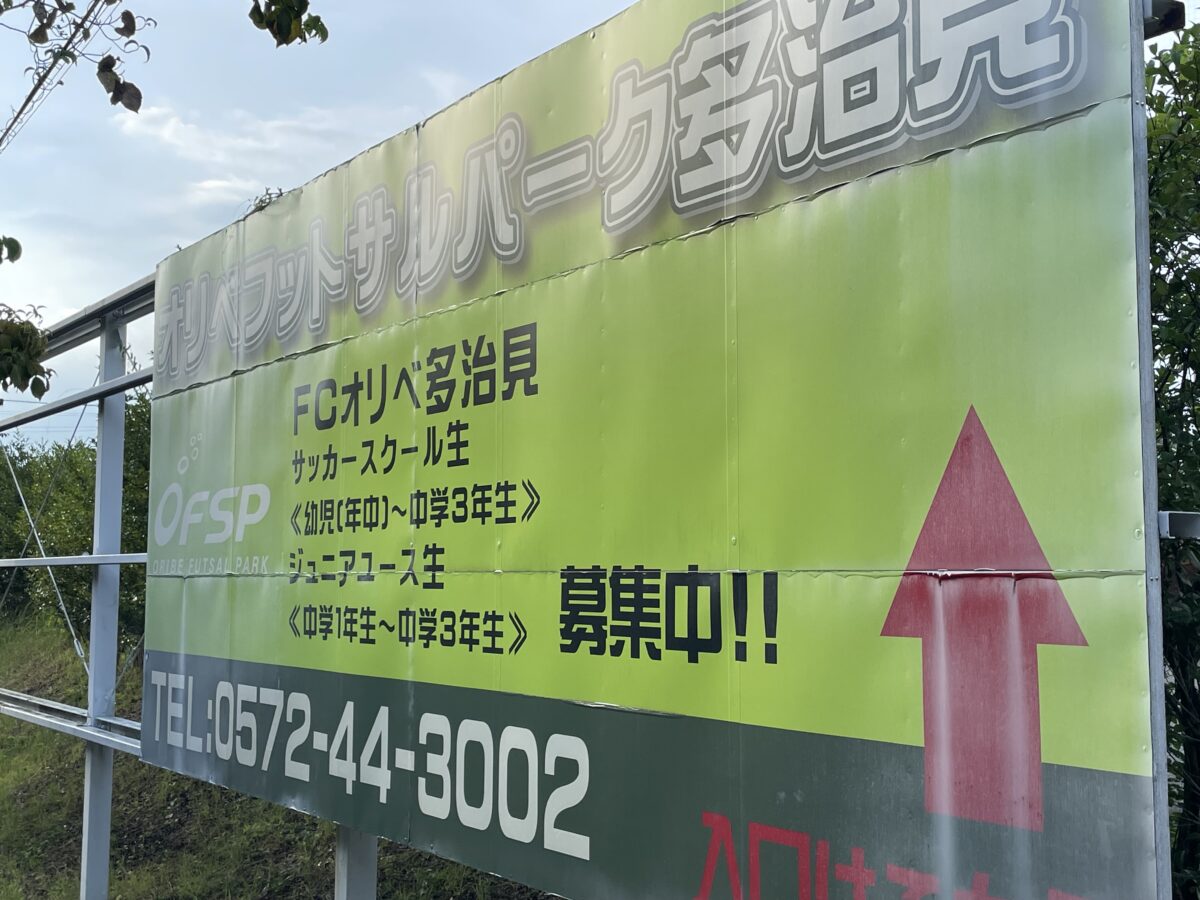 オリベフットサルパーク多治見
FCオリベ多治見
サッカースクール生
《幼児(年中)～中学3年生》
ジュニアユース生
《中学1年生～中学3年生》
募集中!!
OFSP
ORIBE FUTSAL PARK
TEL:0572-44-3002
入口は